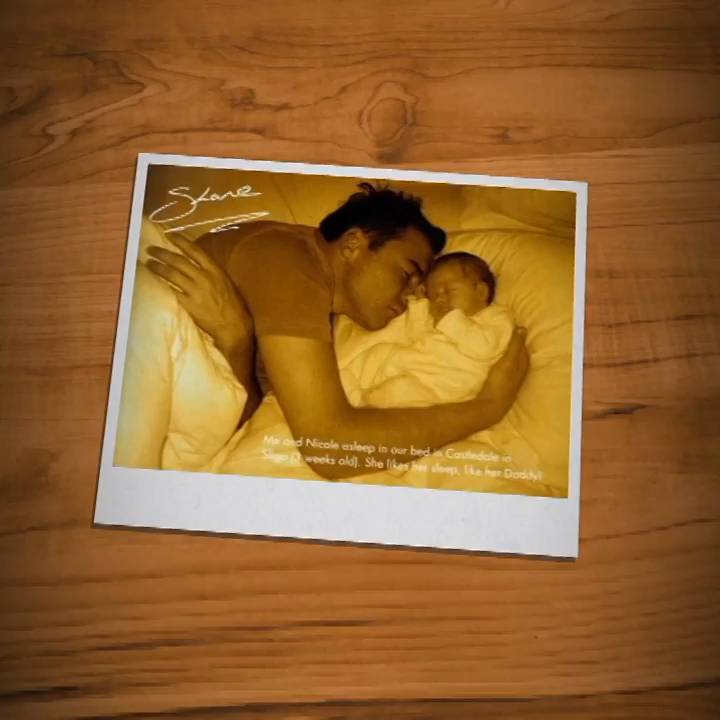 Shane
Me and Nicole asleep in our bed in Castledale in
Sligo (3 weeks old). She likes her sleep, like her Daddy!